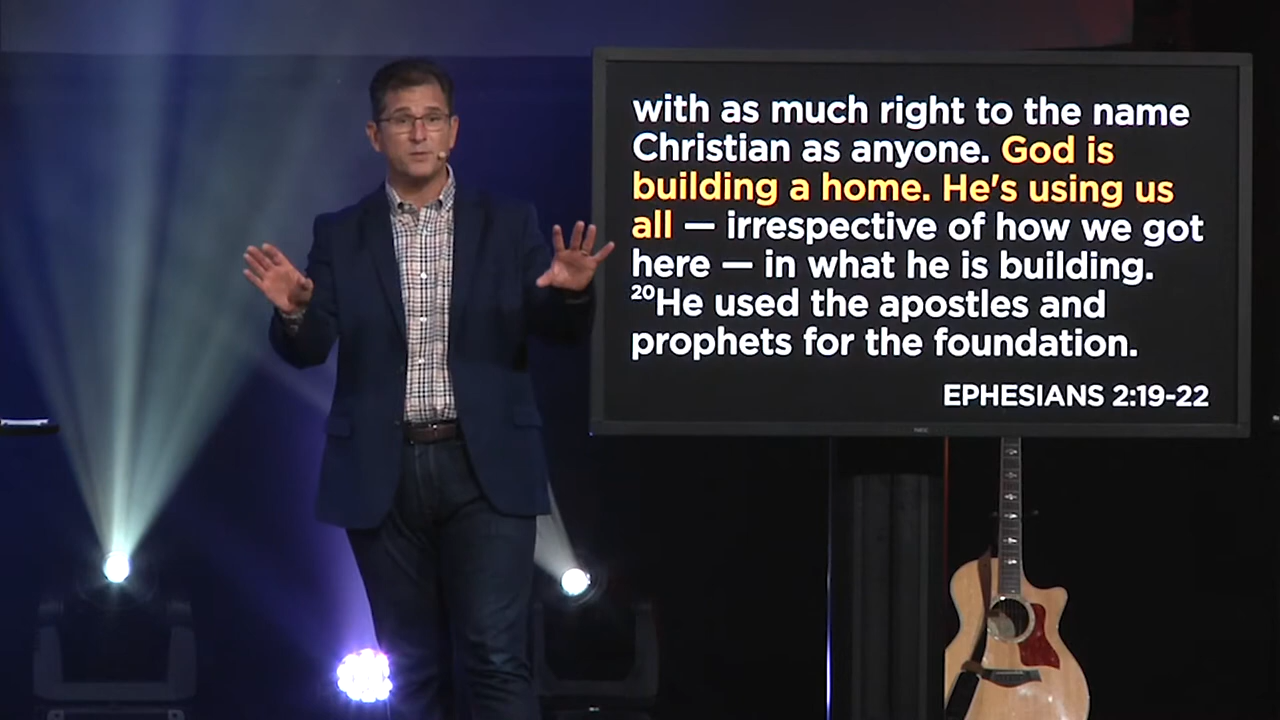 with as much right to the name
Christian as anyone. God is
building a home. He's using us
all — irrespective of how we got
here — in what he is building.
²⁰He used the apostles and
prophets for the foundation.
EPHESIANS 2:19-22
NEC